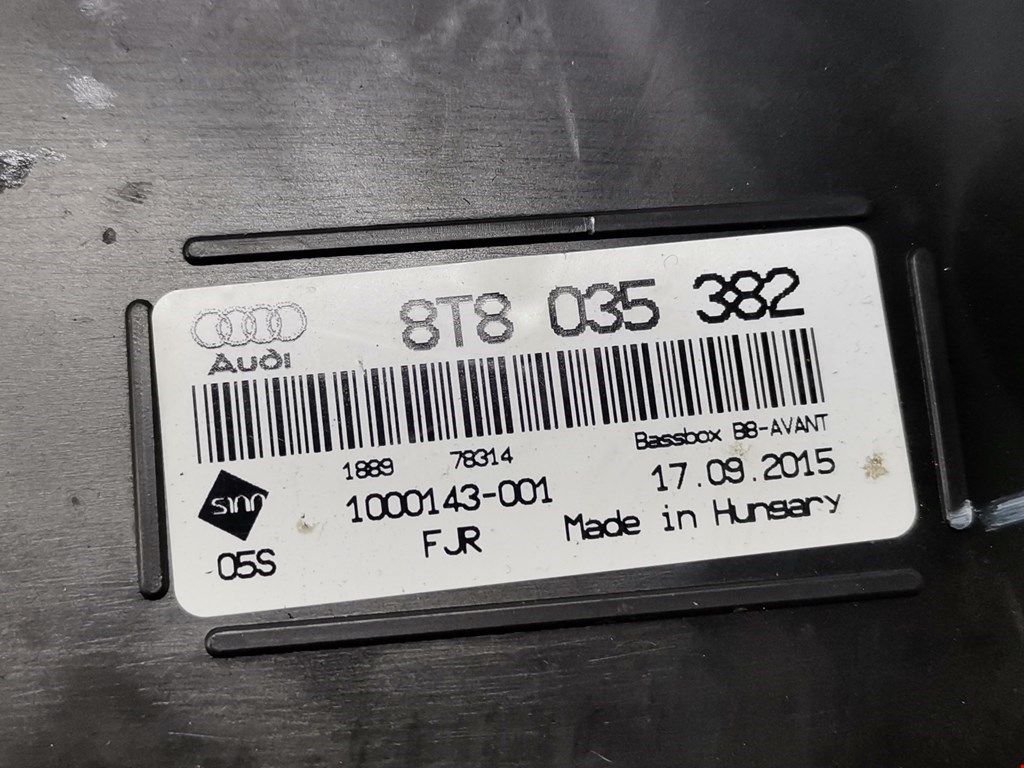 8T8 035 382
Audi
Bassbox B8-AVANT
1889 78314
17.09.2015
sinn
1000143-001
Made in Hungary
05S
FJR